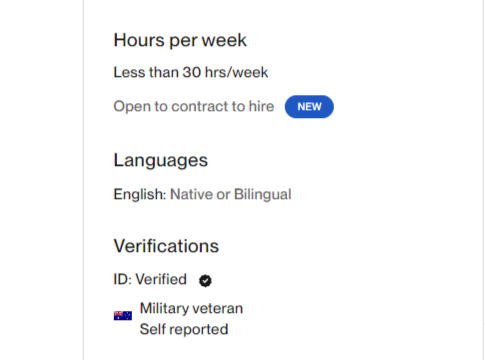 Hours per week
Less than 30 hrs/week
Open to contract to hire NEW
Languages
English: Native or Bilingual
Verifications
ID: Verified
Military veteran
Self reported